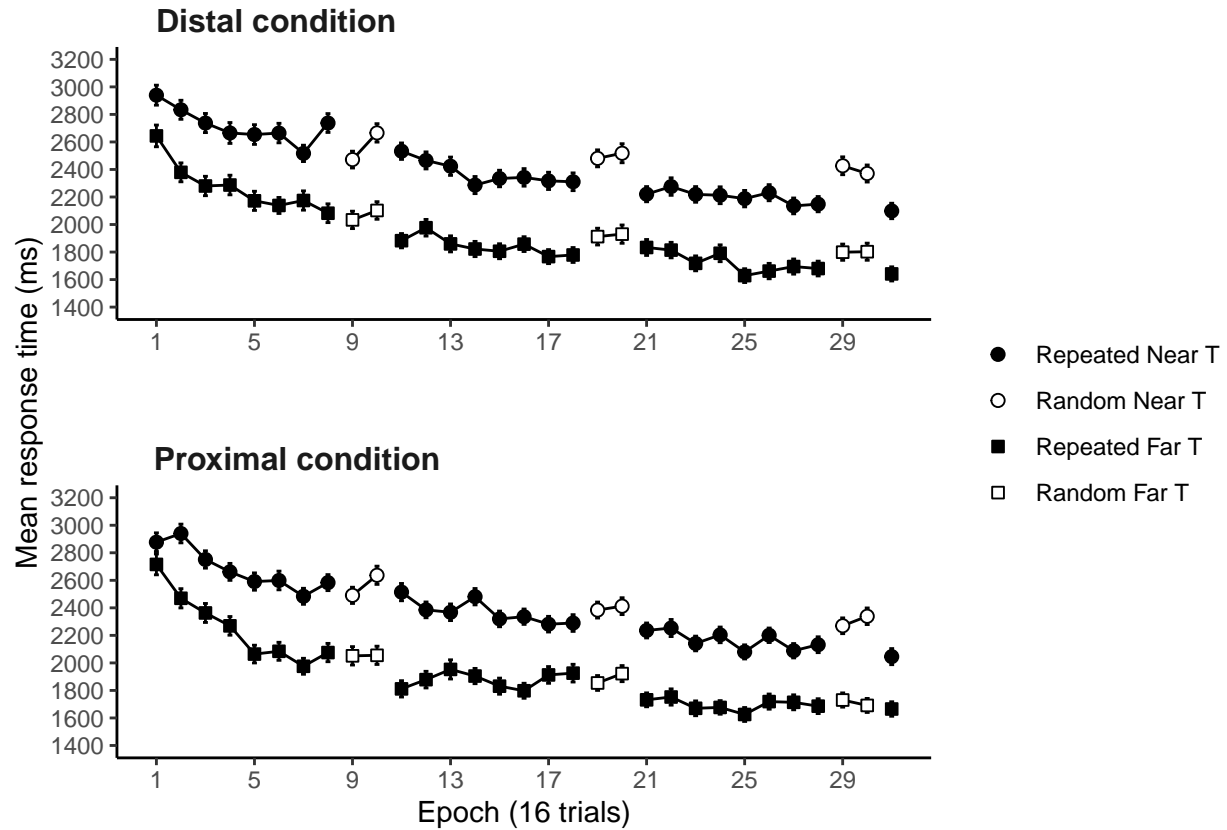 Distal condition
3200
3000
2800
2600
2400
2200
2000
1800
1600
1400
1 5 9 13 17 21 25 29
Mean response time (ms)
Repeated Near T
Random Near T
Repeated Far T
Random Far T
Proximal condition
3200
3000
2800
2600
2400
2200
2000
1800
1600
1400
1 5 9 13 17 21 25 29
Epoch (16 trials)